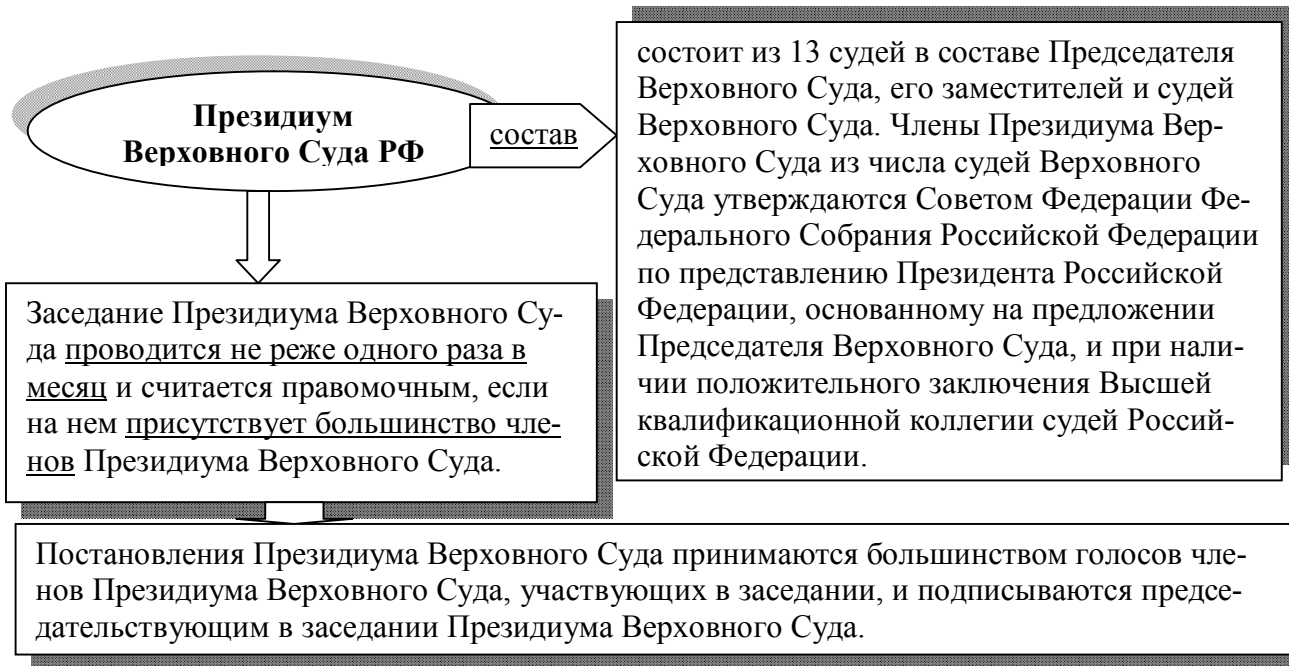 Президиум
Верховного Суда РФ
состав
состоит из 13 судей в составе Председателя
Верховного Суда, его заместителей и судей
Верховного Суда. Члены Президиума Вер-
ховного Суда из числа судей Верховного
Суда утверждаются Советом Федерации Фе-
дерального Собрания Российской Федерации
по представлению Президента Российской
Федерации, основанному на предложении
Председателя Верховного Суда, и при нали-
чии положительного заключения Высшей
квалификационной коллегии судей Россий-
ской Федерации.
Заседание Президиума Верховного Су-
да проводится не реже одного раза в
месяц и считается правомочным, если
на нем присутствует большинство чле-
нов Президиума Верховного Суда.
Постановления Президиума Верховного Суда принимаются большинством голосов чле-
нов Президиума Верховного Суда, участвующих в заседании, и подписываются предсе-
дательствующим в заседании Президиума Верховного Суда.